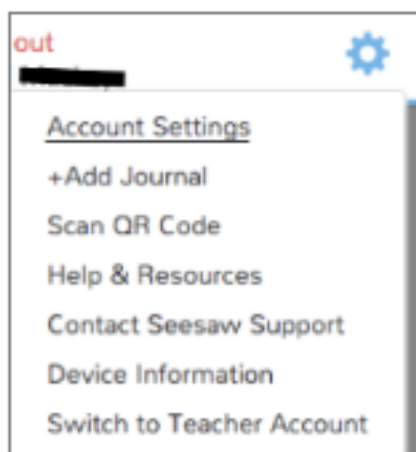 out
Account Settings
+Add Journal
Scan QR Code
Help & Resources
Contact Seesaw Support
Device Information
Switch to Teacher Account